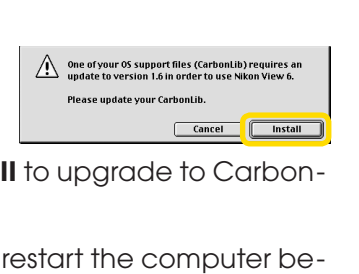 One of your OS support files (CarbonLib) requires an
update to version 1.6 in order to use Nikon View 6.
Please update your CarbonLib.
Cancel
Install
ll to upgrade to Carbon-
restart the computer be-